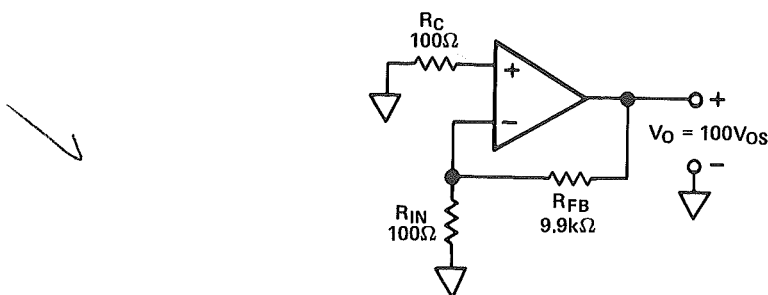 RC
100Ω
+
−
+
VO = 100VOS
−
RIN
100Ω
RFB
9.9kΩ